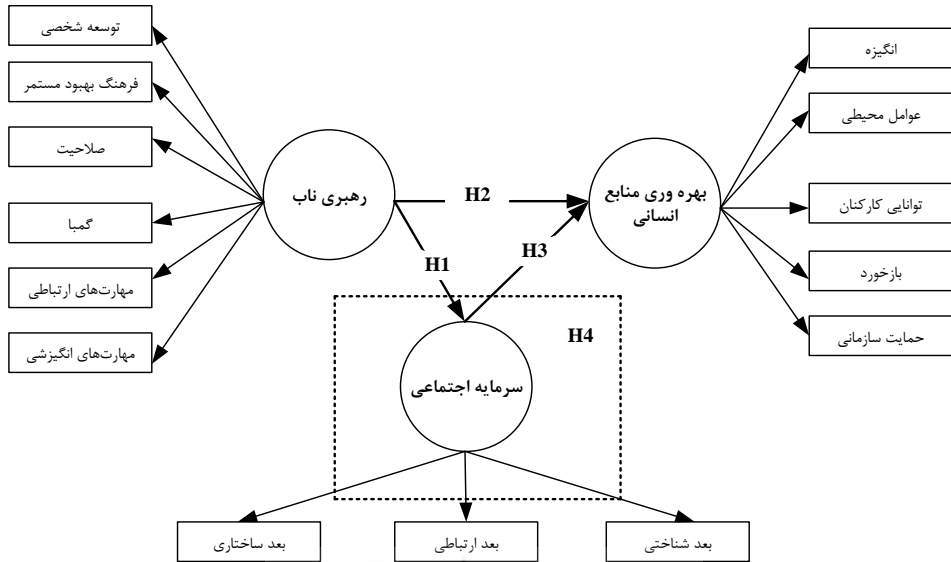 توسعه شخصی
فرهنگ بهبود مستمر
صلاحیت
گمبا
مهارت‌های ارتباطی
مهارت‌های انگیزشی
رهبری ناب
H2
H1
H3
H4
بهره وری منابع
انسانی
انگیزه
عوامل محیطی
توانایی کارکنان
بازخورد
حمایت سازمانی
سرمایه اجتماعی
بعد ساختاری
بعد ارتباطی
بعد شناختی